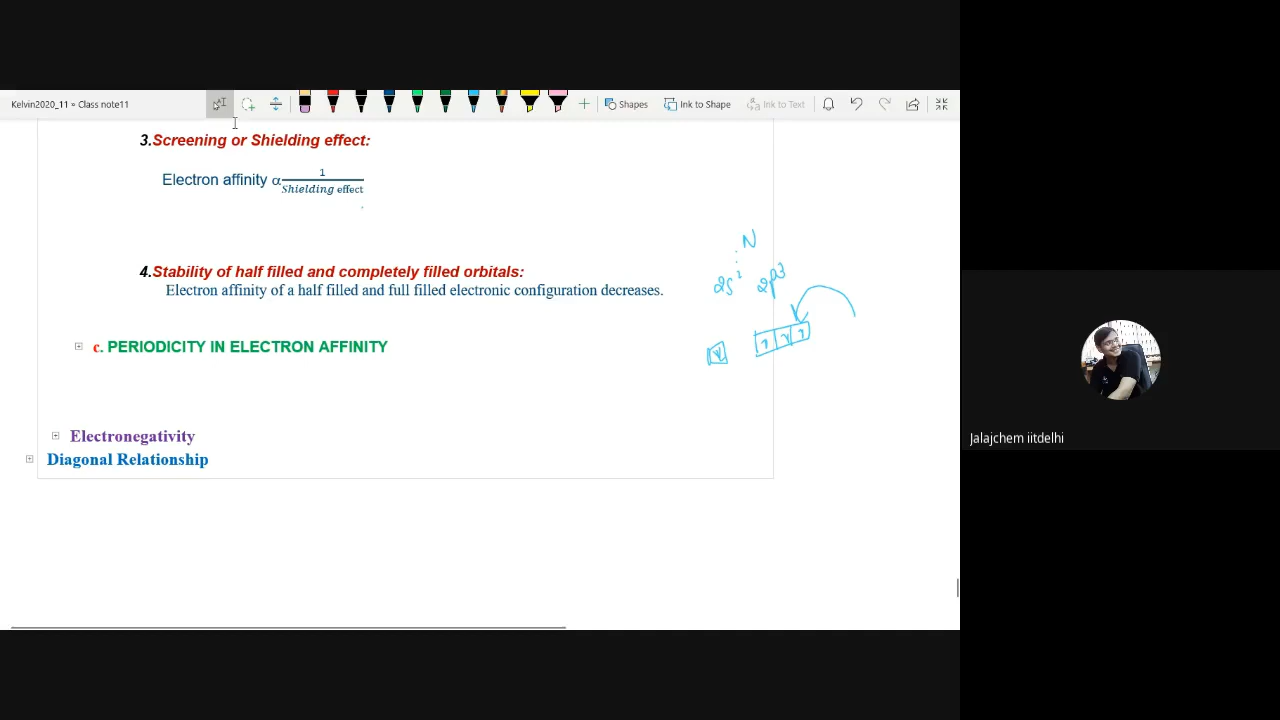 Kelvin2020_11 » Class note11
Shapes
Ink to Shape
Ink to Text
3.Screening or Shielding effect:
Electron affinity α 1
Shielding effect
N
4.Stability of half filled and completely filled orbitals:
2s² 2p³
Electron affinity of a half filled and full filled electronic configuration decreases.
c. PERIODICITY IN ELECTRON AFFINITY
Electronegativity
Diagonal Relationship
Jalajchem iitdelhi